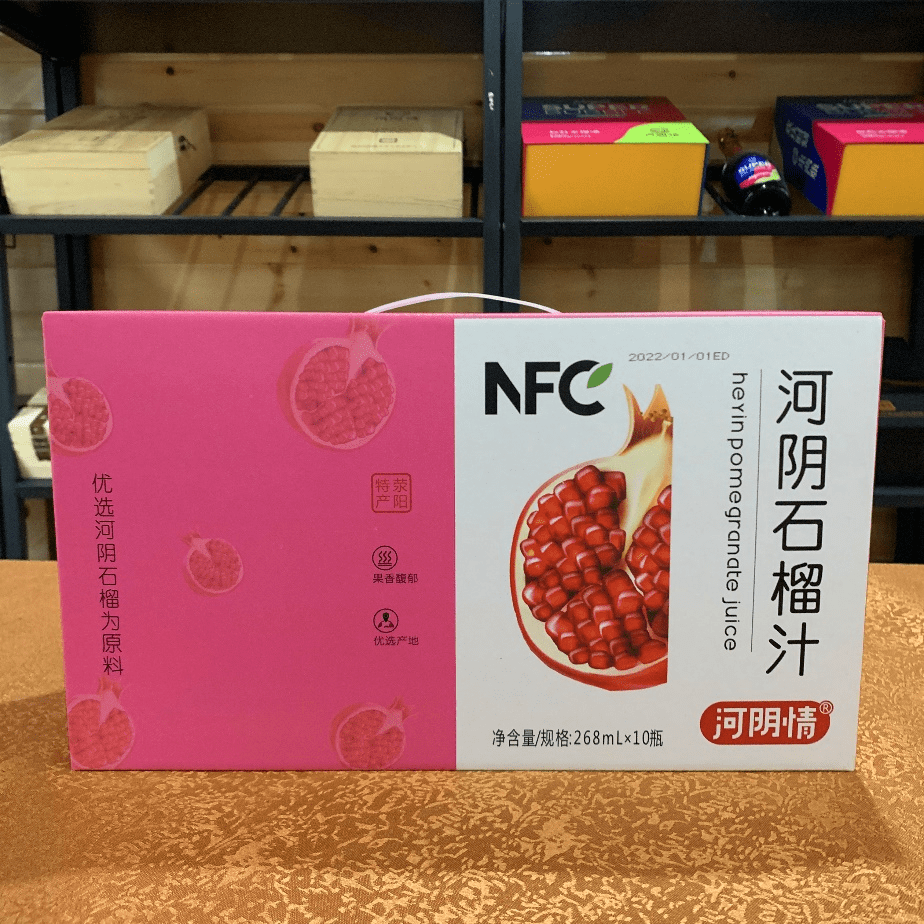 SUPER
优选河阴石榴为原料
特 荥
产 阳
果香馥郁
优选产地
NFC
2022/01/01ED
河阴石榴汁
heyin pomegranate juice
河阴情®
净含量/规格:268mL×10瓶